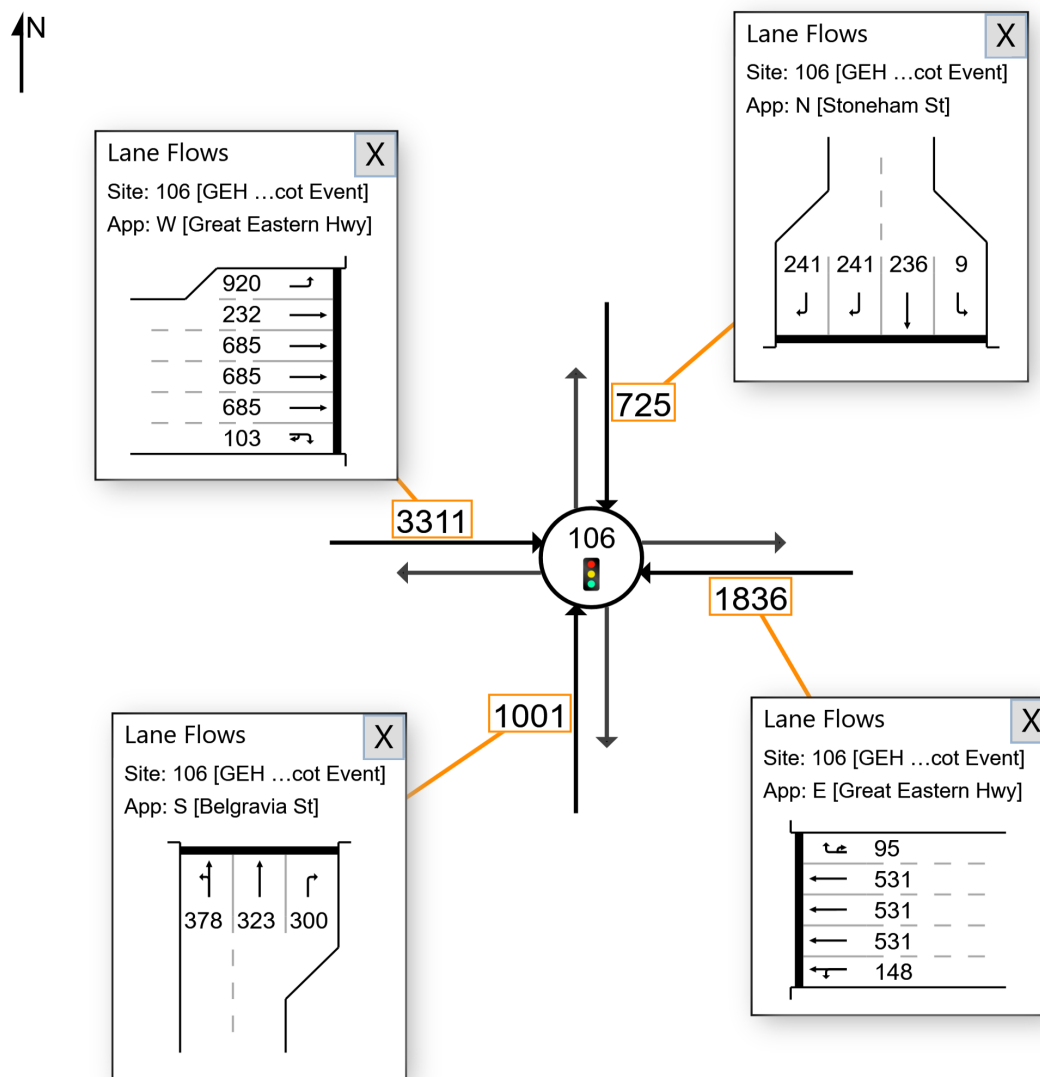 N
Lane Flows X
Site: 106 [GEH ...cot Event]
App: N [Stoneham St]
241 241 236 9
Lane Flows X
Site: 106 [GEH ...cot Event]
App: W [Great Eastern Hwy]
920
232
685
685
685
103
725
3311
106
1836
1001
Lane Flows X
Site: 106 [GEH ...cot Event]
App: S [Belgravia St]
378 323 300
Lane Flows X
Site: 106 [GEH ...cot Event]
App: E [Great Eastern Hwy]
95
531
531
531
148